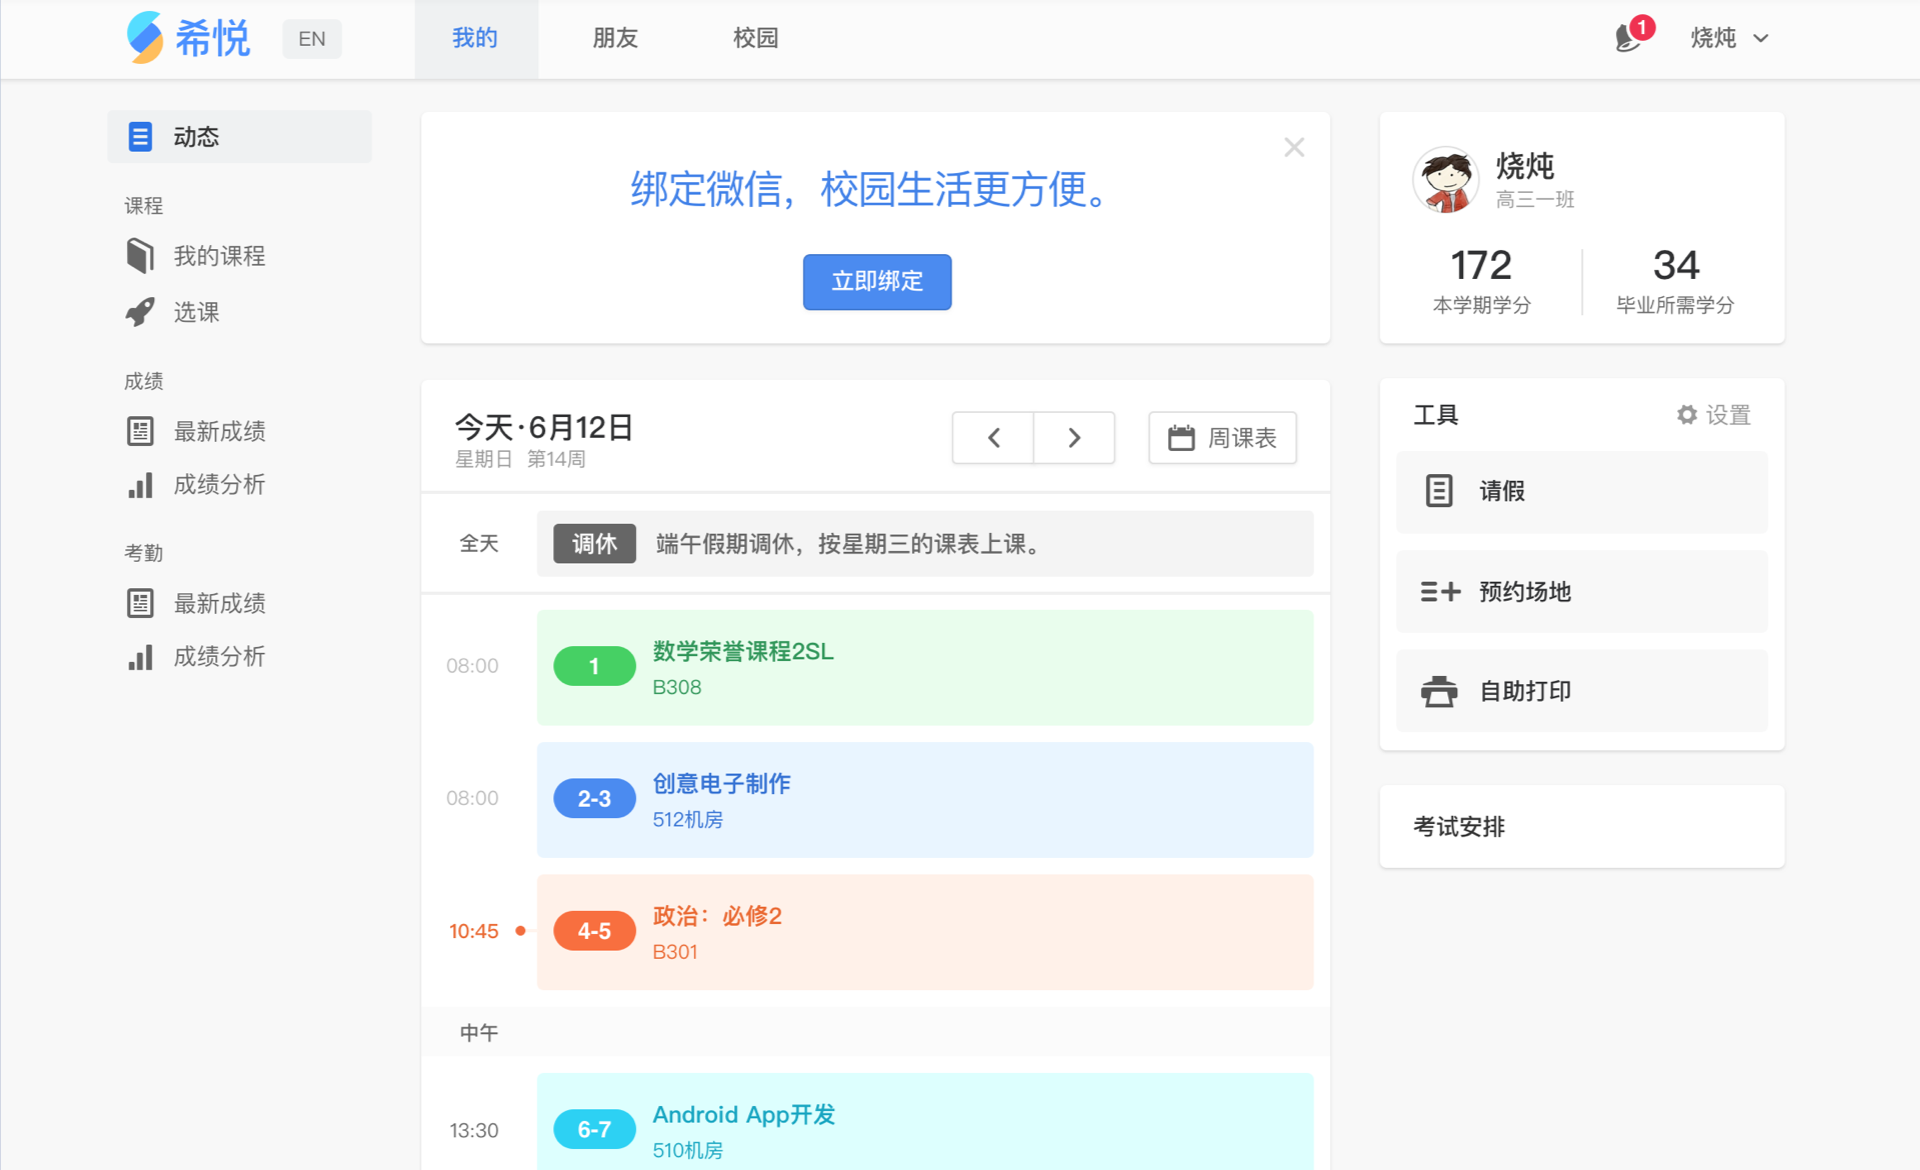 希悦 EN 我的 朋友 校园 1 烧炖
动态
课程
我的课程
选课
成绩
最新成绩
成绩分析
考勤
最新成绩
成绩分析
绑定微信，校园生活更方便。
立即绑定
今天·6月12日
星期日 第14周
周课表
全天 调休 端午假期调休，按星期三的课表上课。
08:00 1 数学荣誉课程2SL
B308
08:00 2-3 创意电子制作
512机房
10:45 4-5 政治：必修2
B301
中午
13:30 6-7 Android App开发
510机房
烧炖
高三一班
172 34
本学期学分 毕业所需学分
工具 设置
请假
预约场地
自助打印
考试安排